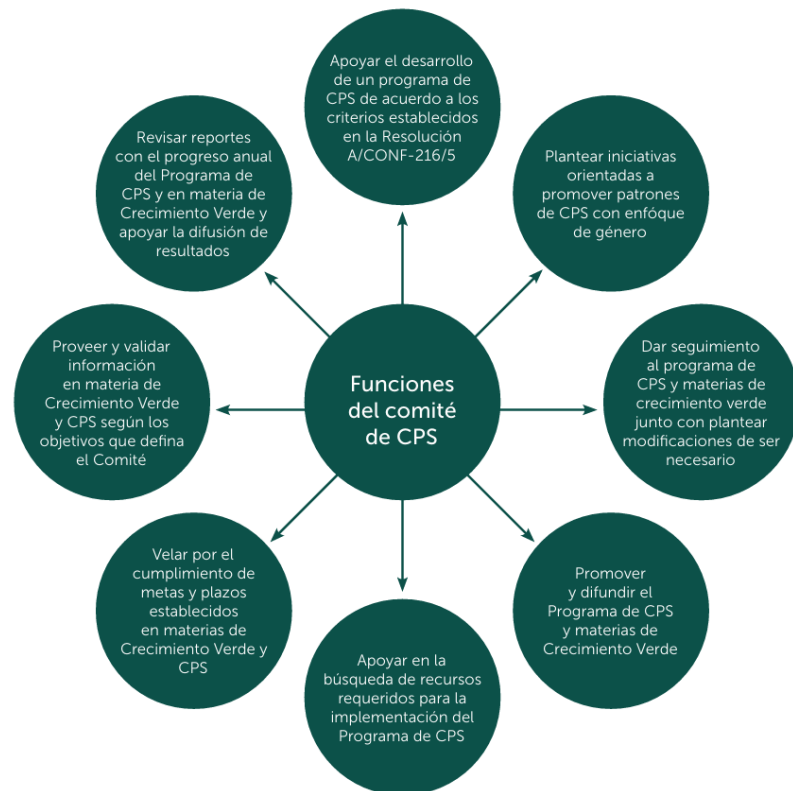 Apoyar el desarrollo
de un programa de
CPS de acuerdo a los
criterios establecidos
en la Resolución
A/CONF-216/5
Plantear iniciativas
orientadas a
promover patrones
de CPS con enfóque
de género
Dar seguimiento
al programa de
CPS y materias de
crecimiento verde
junto con plantear
modificaciones de ser
necesario
Promover
y difundir el
Programa de CPS
y materias de
Crecimiento Verde
Apoyar en la
búsqueda de recursos
requeridos para la
implementación del
Programa de CPS
Velar por el
cumplimiento de
metas y plazos
establecidos
en materias de
Crecimiento Verde y
CPS
Proveer y validar
información
en materia de
Crecimiento Verde
y CPS según los
objetivos que defina
el Comité
Revisar reportes
con el progreso anual
del Programa de
CPS y en materia de
Crecimiento Verde y
apoyar la difusión de
resultados
Funciones
del comité
de CPS